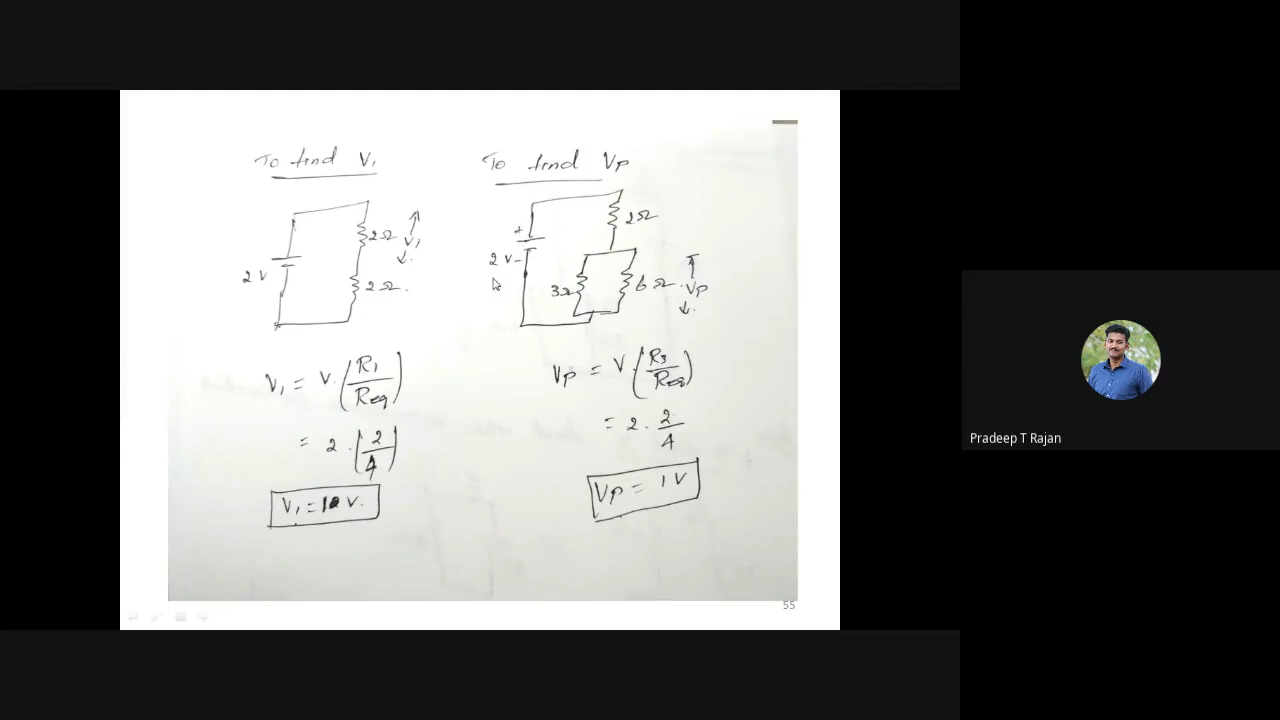 To find V₁
2Ω
V₁
2 V
2Ω.
V₁ = V. (R₁/Req)
= 2. (2/4)
V₁ = 1 V.
To find Vp
2Ω
+
2 V -
3Ω
6Ω
Vp
Vp = V. (R₃/Req)
= 2. 2/4
Vp = 1V
55
Pradeep T Rajan